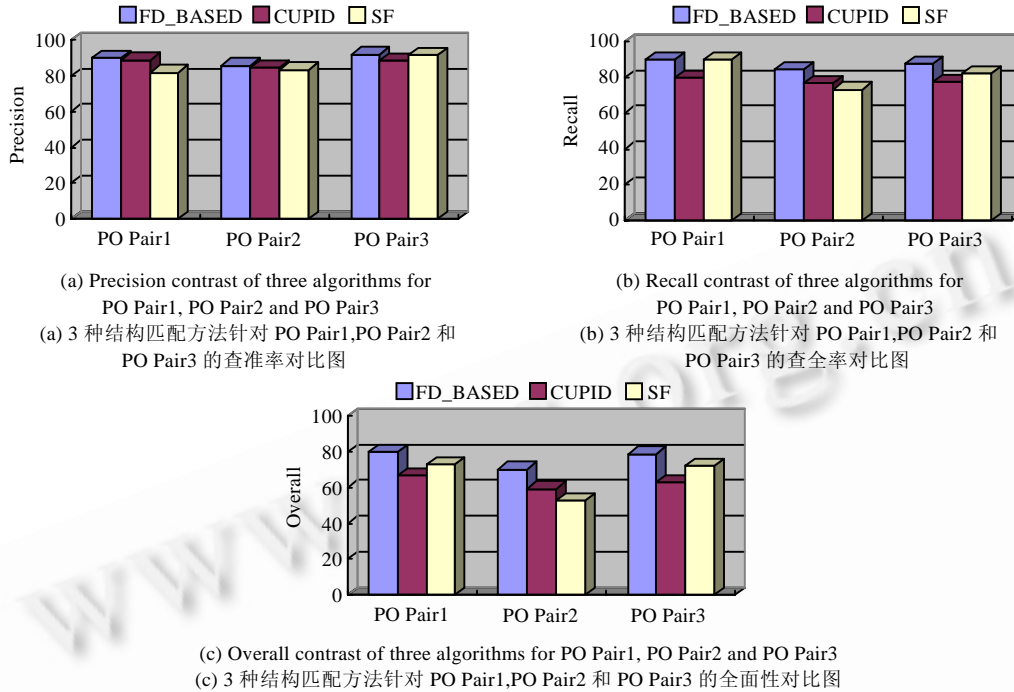 FD_BASED CUPID SF
100
80
60
40
20
0
Precision
PO Pair1 PO Pair2 PO Pair3
(a) Precision contrast of three algorithms for
PO Pair1, PO Pair2 and PO Pair3
(a) 3 种结构匹配方法针对 PO Pair1,PO Pair2 和
PO Pair3 的查准率对比图
FD_BASED CUPID SF
100
80
60
40
20
0
Recall
PO Pair1 PO Pair2 PO Pair3
(b) Recall contrast of three algorithms for
PO Pair1, PO Pair2 and PO Pair3
(b) 3 种结构匹配方法针对 PO Pair1,PO Pair2 和
PO Pair3 的查全率对比图
FD_BASED CUPID SF
100
80
60
40
20
0
Overall
PO Pair1 PO Pair2 PO Pair3
(c) Overall contrast of three algorithms for PO Pair1, PO Pair2 and PO Pair3
(c) 3 种结构匹配方法针对 PO Pair1,PO Pair2 和 PO Pair3 的全面性对比图